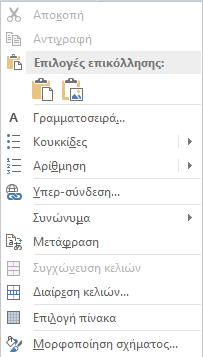 Αποκοπή
Αντιγραφή
Επιλογές επικόλλησης:
A Γραμματοσειρά...
Κουκκίδες
Αρίθμηση
Υπερ-σύνδεση...
Συνώνυμα
Μετάφραση
Συγχώνευση κελιών
Διαίρεση κελιών...
Επιλογή πίνακα
Μορφοποίηση σχήματος...